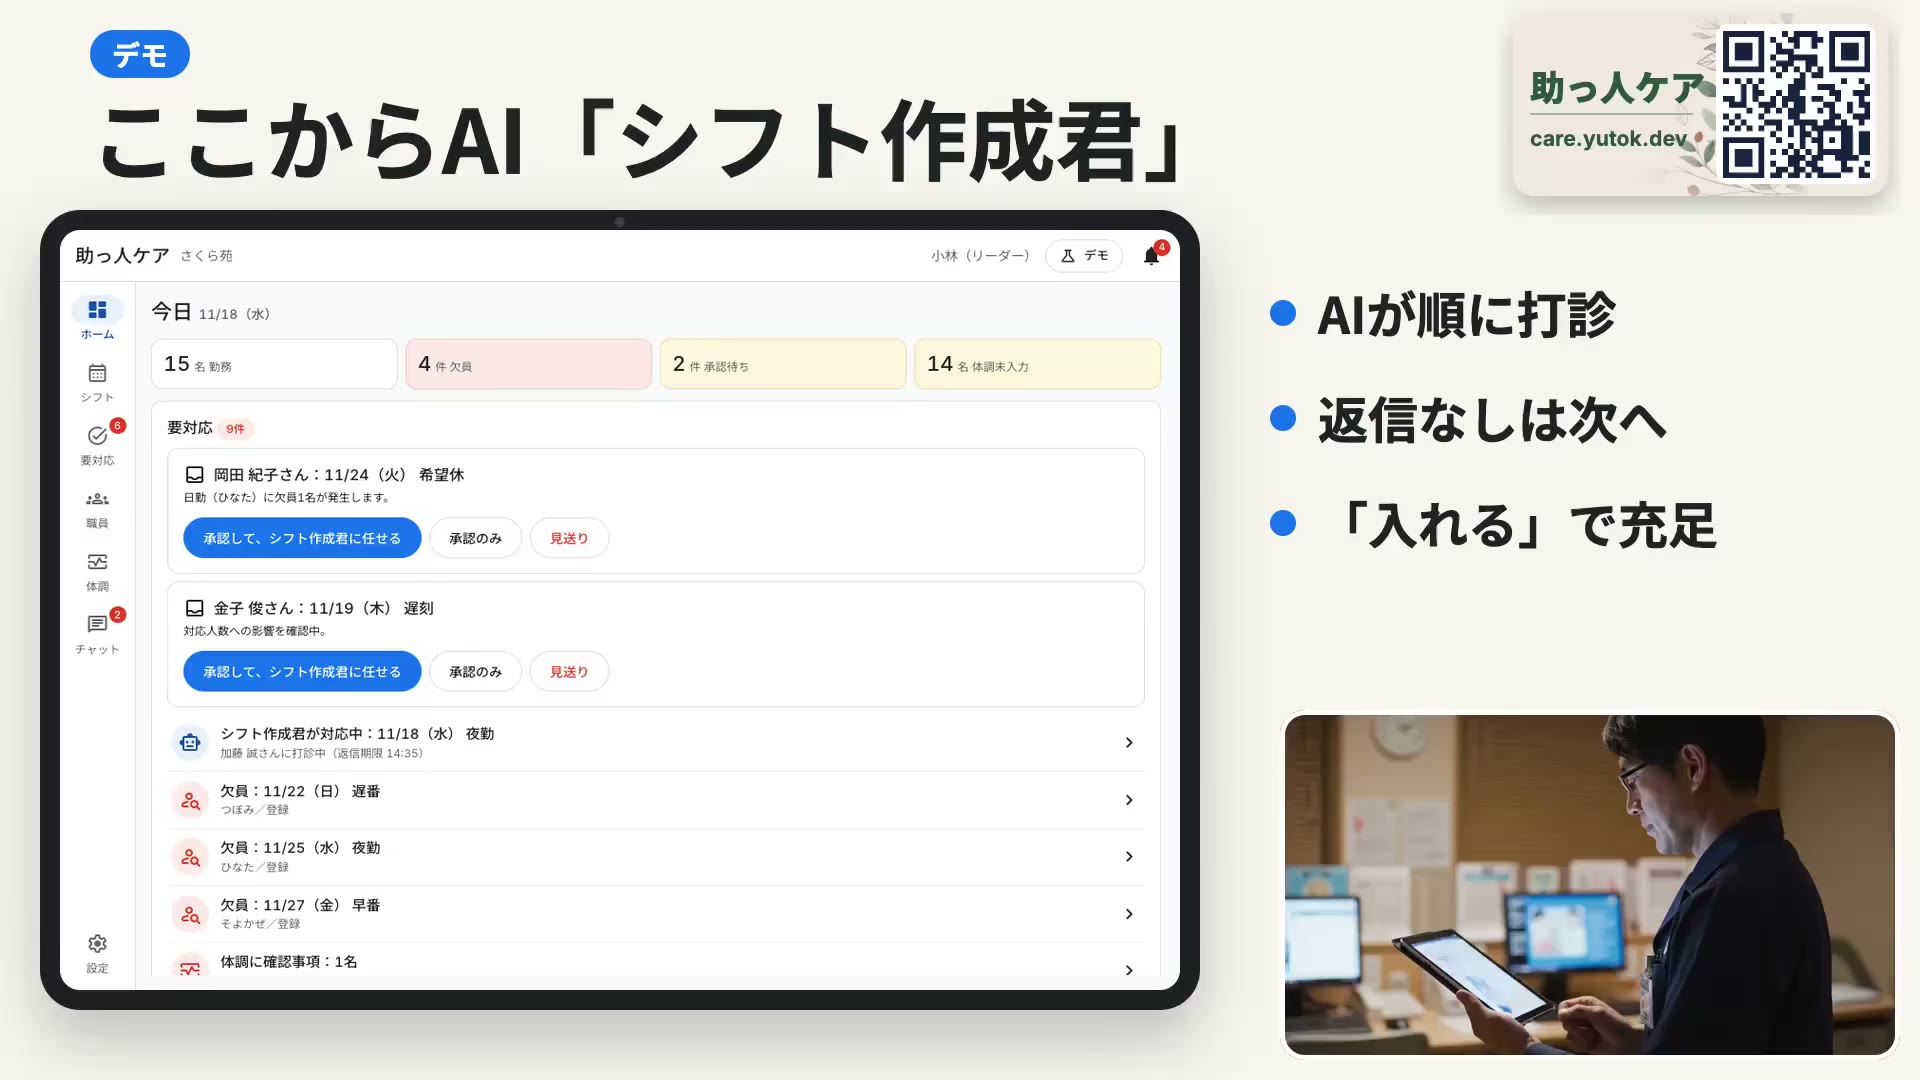 デモ
ここからAI「シフト作成君」
助っ人ケア
care.yutok.dev
助っ人ケア さくら苑
小林（リーダー）
デモ
4
ホーム
シフト
6
要対応
職員
体調
2
チャット
設定
今日 11/18（水）
15 名 勤務
4 件 欠員
2 件 承認待ち
14 名 体調未入力
要対応 9件
岡田 紀子さん：11/24（火） 希望休
日勤（ひなた）に欠員1名が発生します。
承認して、シフト作成君に任せる
承認のみ
見送り
金子 俊さん：11/19（木） 遅刻
対応人数への影響を確認中。
承認して、シフト作成君に任せる
承認のみ
見送り
シフト作成君が対応中：11/18（水） 夜勤
加藤 誠さんに打診中（返信期限 14:35）
欠員：11/22（日） 遅番
つぼみ／登録
欠員：11/25（水） 夜勤
ひなた／登録
欠員：11/27（金） 早番
そよかぜ／登録
体調に確認事項：1名
AIが順に打診
返信なしは次へ
「入れる」で充足